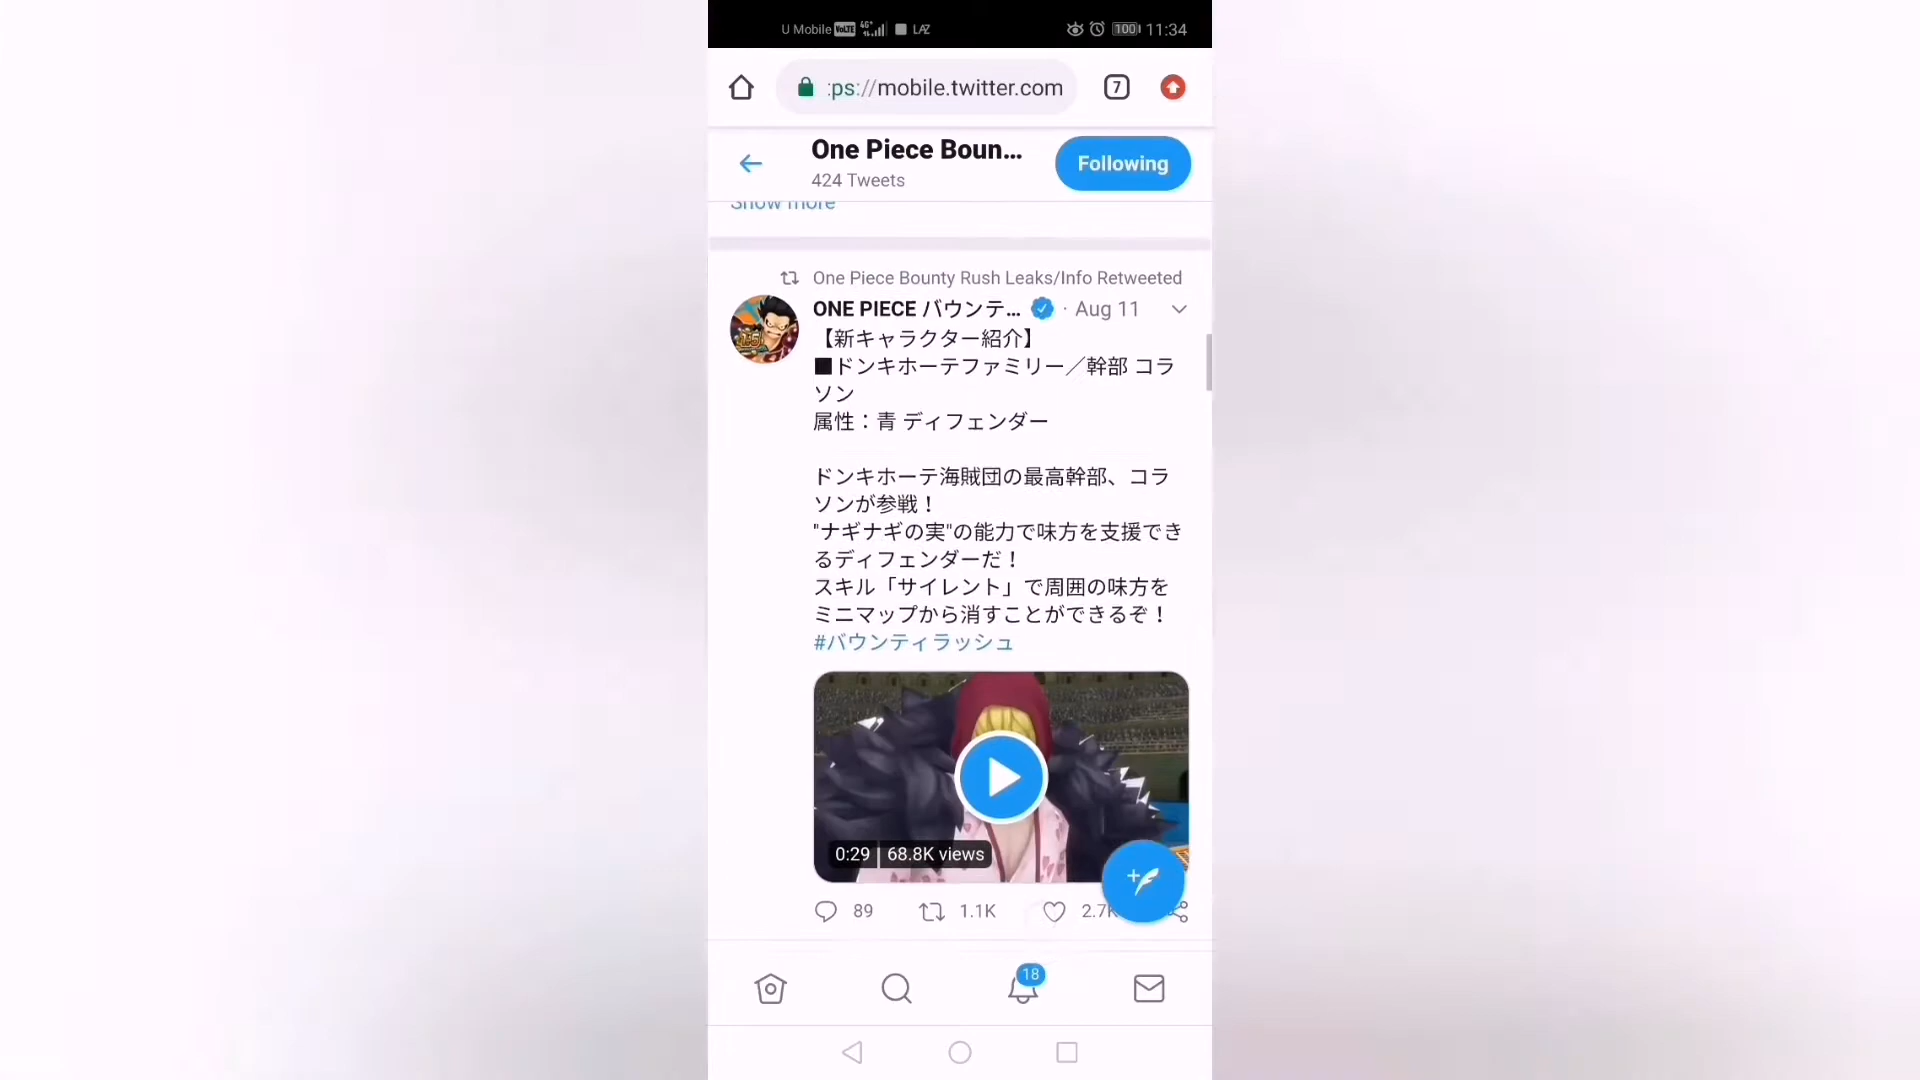 U Mobile VoLTE 4G+ LAZ 100 11:34
:ps://mobile.twitter.com 7
One Piece Boun...
424 Tweets
Following
Show more
One Piece Bounty Rush Leaks/Info Retweeted
ONE PIECE バウンテ... · Aug 11
【新キャラクター紹介】
■ドンキホーテファミリー／幹部 コラ
ソン
属性：青 ディフェンダー
ドンキホーテ海賊団の最高幹部、コラ
ソンが参戦！
"ナギナギの実"の能力で味方を支援でき
るディフェンダーだ！
スキル「サイレント」で周囲の味方を
ミニマップから消すことができるぞ！
#バウンティラッシュ
0:29 | 68.8K views
89 1.1K 2.7K
18